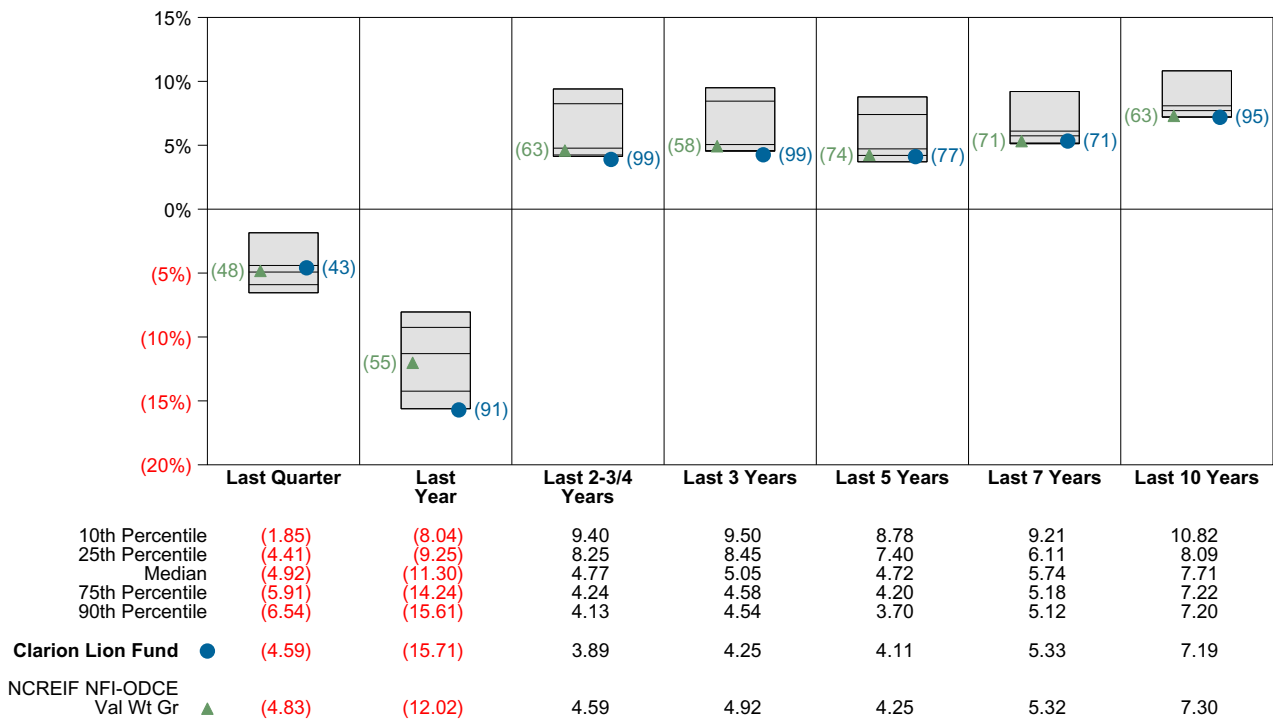 15%
10%
5%
0%
(5%)
(10%)
(15%)
(20%)
(48) (43)
(55) (91)
(63) (99)
(58) (99)
(74) (77)
(71) (71)
(63) (95)
Last Quarter Last Last 2-3/4 Last 3 Years Last 5 Years Last 7 Years Last 10 Years
Year Years
10th Percentile (1.85) (8.04) 9.40 9.50 8.78 9.21 10.82
25th Percentile (4.41) (9.25) 8.25 8.45 7.40 6.11 8.09
Median (4.92) (11.30) 4.77 5.05 4.72 5.74 7.71
75th Percentile (5.91) (14.24) 4.24 4.58 4.20 5.18 7.22
90th Percentile (6.54) (15.61) 4.13 4.54 3.70 5.12 7.20
Clarion Lion Fund (4.59) (15.71) 3.89 4.25 4.11 5.33 7.19
NCREIF NFI-ODCE
Val Wt Gr (4.83) (12.02) 4.59 4.92 4.25 5.32 7.30